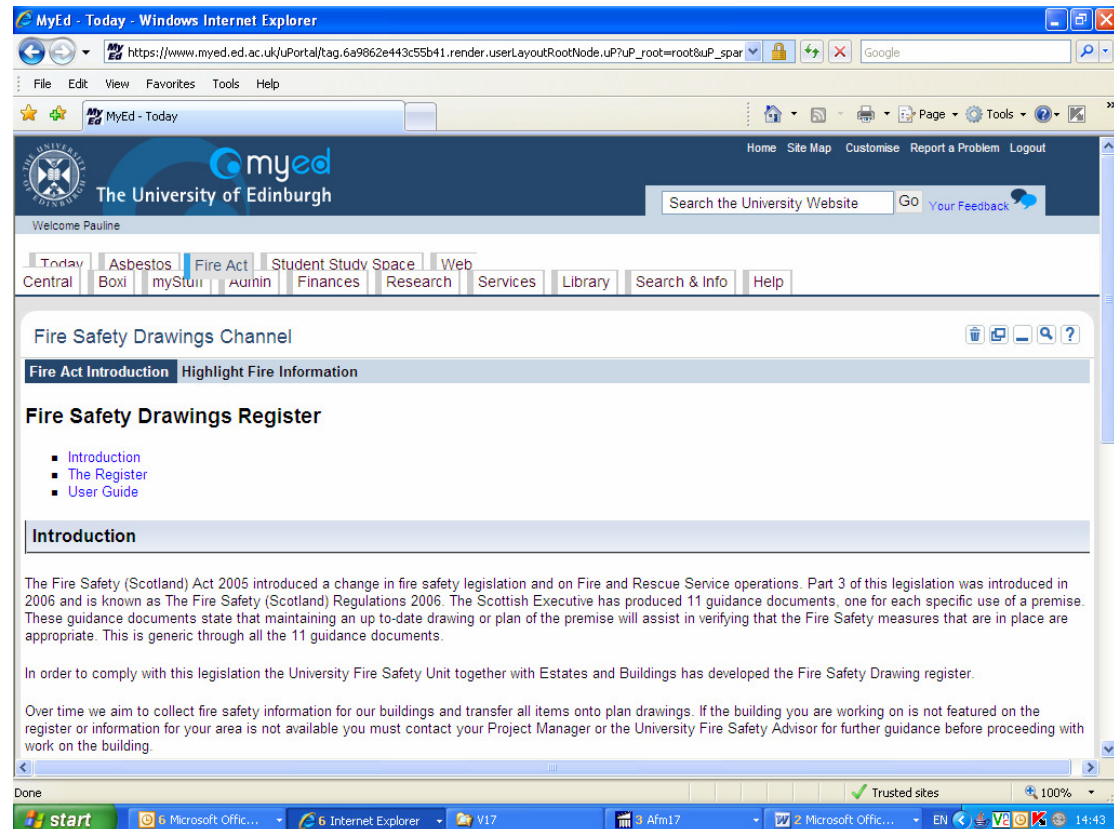 MyEd - Today - Windows Internet Explorer
https://www.myed.ed.ac.uk/uPortal/tag.6a9862e443c55b41.render.userLayoutRootNode.uP?uP_root=root&uP_spar
Google
File Edit View Favorites Tools Help
My Ed MyEd - Today
Page Tools
Home Site Map Customise Report a Problem Logout
myed
The University of Edinburgh
Search the University Website Go Your Feedback
Welcome Pauline
Today Asbestos Fire Act Student Study Space Web
Central Boxi myStuff Admin Finances Research Services Library Search & Info Help
Fire Safety Drawings Channel
Fire Act Introduction Highlight Fire Information
Fire Safety Drawings Register
Introduction
The Register
User Guide
Introduction
The Fire Safety (Scotland) Act 2005 introduced a change in fire safety legislation and on Fire and Rescue Service operations. Part 3 of this legislation was introduced in
2006 and is known as The Fire Safety (Scotland) Regulations 2006. The Scottish Executive has produced 11 guidance documents, one for each specific use of a premise.
These guidance documents state that maintaining an up to-date drawing or plan of the premise will assist in verifying that the Fire Safety measures that are in place are
appropriate. This is generic through all the 11 guidance documents.
In order to comply with this legislation the University Fire Safety Unit together with Estates and Buildings has developed the Fire Safety Drawing register.
Over time we aim to collect fire safety information for our buildings and transfer all items onto plan drawings. If the building you are working on is not featured on the
register or information for your area is not available you must contact your Project Manager or the University Fire Safety Advisor for further guidance before proceeding with
work on the building.
Done Trusted sites 100%
start 6 Microsoft Offic... 6 Internet Explorer V17 3 Afm17 2 Microsoft Offic... EN 14:43